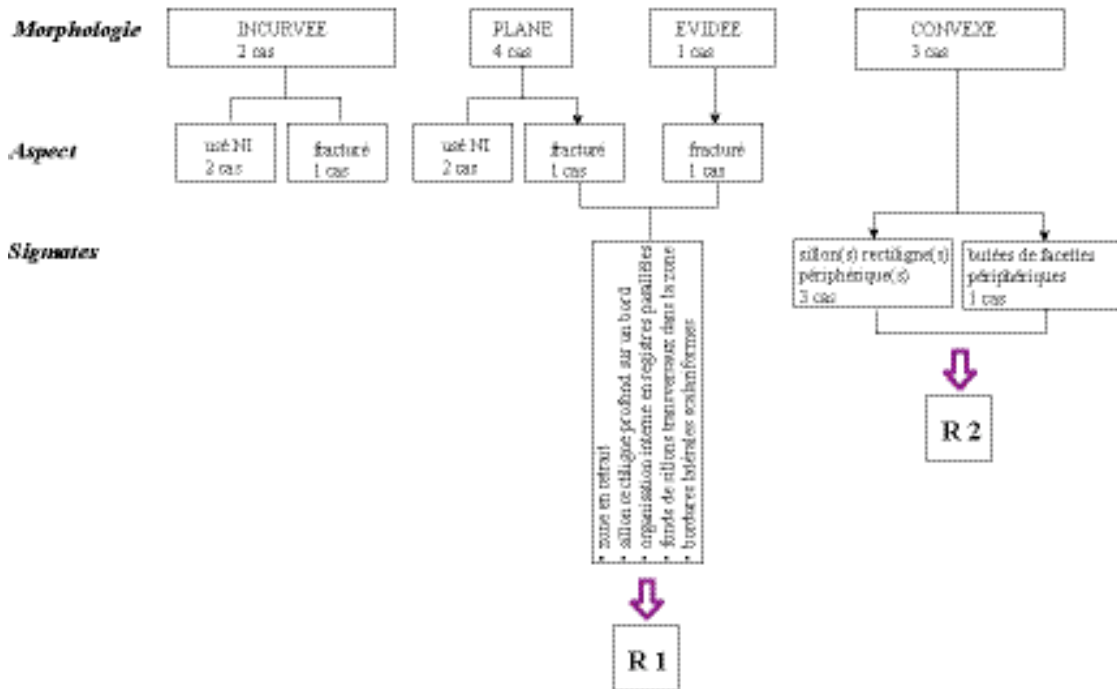 Morphologie
INCURVEE
2 cas
PLANE
4 cas
EVIDEE
1 cas
CONVEXE
3 cas
Aspect
usé NI
2 cas
fracturé
1 cas
usé NI
2 cas
fracturé
1 cas
fracturé
1 cas
Stigmates
• zone en retrait
• sillon rectiligne profond sur un bord
• organisation interne en registres parallèles
• fonds de sillons transversaux dans la zone
• bordures latérales scalariformes
sillon(s) rectiligne(s)
périphérique(s)
3 cas
butées de facettes
périphériques
1 cas
R 2
R 1